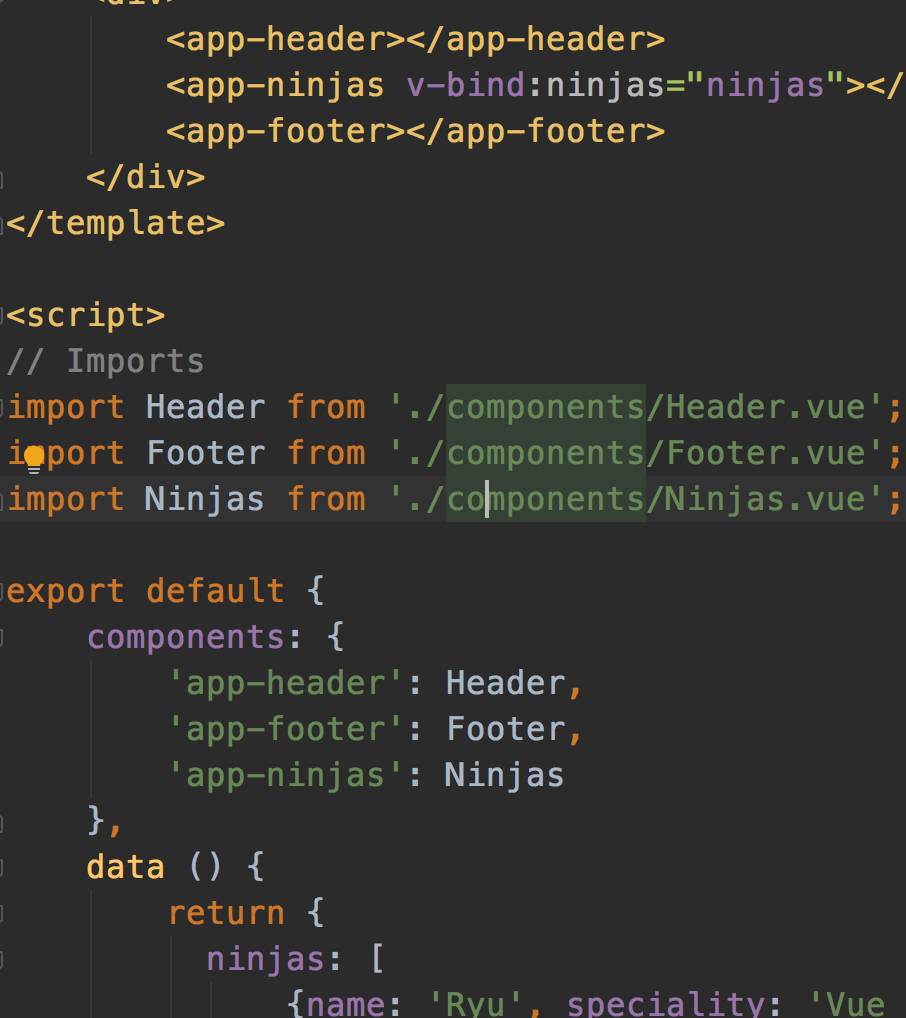 <div>
<app-header></app-header>
<app-ninjas v-bind:ninjas="ninjas"></
<app-footer></app-footer>
</div>
</template>
<script>
// Imports
import Header from './components/Header.vue';
import Footer from './components/Footer.vue';
import Ninjas from './components/Ninjas.vue';
export default {
components: {
'app-header': Header,
'app-footer': Footer,
'app-ninjas': Ninjas
},
data () {
return {
ninjas: [
{name: 'Ryu', speciality: 'Vue